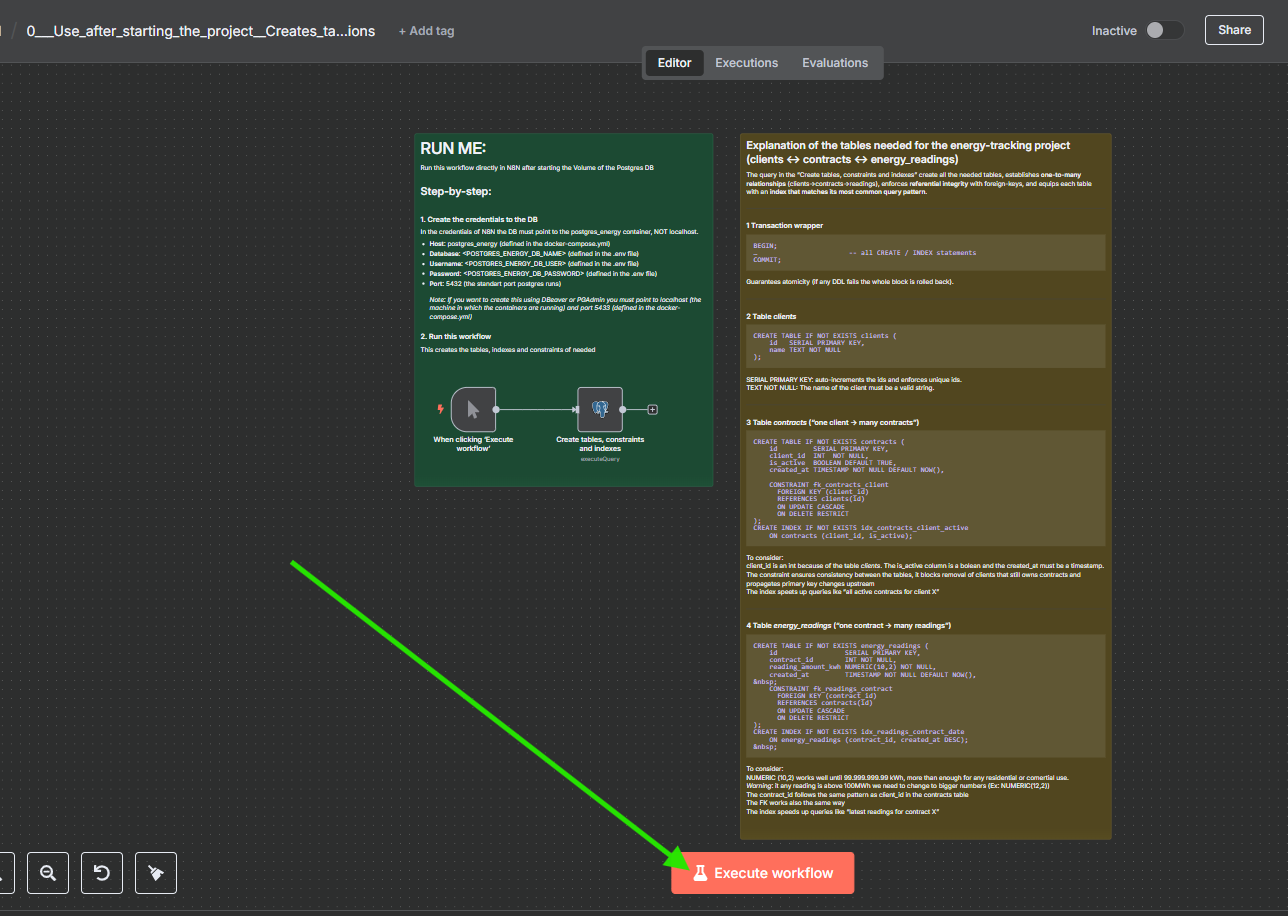 0___Use_after_starting_the_project__Creates_ta...ions
+ Add tag
Inactive
Share
Editor
Executions
Evaluations
RUN ME:
Run this workflow directly in N8N after starting the Volume of the Postgres DB
Step-by-step:
1. Create the credentials to the DB
In the credentials of N8N the DB must point to the postgres_energy container, NOT localhost.
• Host: postgres_energy (defined in the docker-compose.yml)
• Database: <POSTGRES_ENERGY_DB_NAME> (defined in the .env file)
• Username: <POSTGRES_ENERGY_DB_USER> (defined in the .env file)
• Password: <POSTGRES_ENERGY_DB_PASSWORD> (defined in the .env file)
• Port: 5432 (the standart port postgres runs)
Note: If you want to create this using DBeaver or PGAdmin you must point to localhost (the
machine in which the containers are running) and port 5433 (defined in the docker-
compose.yml)
2. Run this workflow
This creates the tables, indexes and constraints of needed
When clicking 'Execute
workflow'
Create tables, constraints
and indexes
executeQuery
Explanation of the tables needed for the energy-tracking project
(clients ↔ contracts ↔ energy_readings)
The query in the "Create tables, constraints and indexes" create all the needed tables, establishes one-to-many
relationships (clients→contracts→readings), enforces referential integrity with foreign-keys, and equips each table
with an index that matches its most common query pattern.
1 Transaction wrapper
BEGIN;
… -- all CREATE / INDEX statements
COMMIT;
Guarantees atomicity (if any DDL fails the whole block is rolled back).
2 Table clients
CREATE TABLE IF NOT EXISTS clients (
id SERIAL PRIMARY KEY,
name TEXT NOT NULL
);
SERIAL PRIMARY KEY: auto-increments the ids and enforces unique ids.
TEXT NOT NULL: The name of the client must be a valid string.
3 Table contracts ("one client → many contracts")
CREATE TABLE IF NOT EXISTS contracts (
id SERIAL PRIMARY KEY,
client_id INT NOT NULL,
is_active BOOLEAN DEFAULT TRUE,
created_at TIMESTAMP NOT NULL DEFAULT NOW(),
CONSTRAINT fk_contracts_client
FOREIGN KEY (client_id)
REFERENCES clients(id)
ON UPDATE CASCADE
ON DELETE RESTRICT
);
CREATE INDEX IF NOT EXISTS idx_contracts_client_active
ON contracts (client_id, is_active);
To consider:
client_id is an int because of the table clients. The is_active column is a bolean and the created_at must be a timestamp.
The constraint ensures consistency between the tables, it blocks removal of clients that still owns contracts and
propagates primary key changes upstream
The index speets up queries like "all active contracts for client X"
4 Table energy_readings ("one contract → many readings")
CREATE TABLE IF NOT EXISTS energy_readings (
id SERIAL PRIMARY KEY,
contract_id INT NOT NULL,
reading_amount_kwh NUMERIC(10,2) NOT NULL,
created_at TIMESTAMP NOT NULL DEFAULT NOW(),
&nbsp;
CONSTRAINT fk_readings_contract
FOREIGN KEY (contract_id)
REFERENCES contracts(id)
ON UPDATE CASCADE
ON DELETE RESTRICT
);
CREATE INDEX IF NOT EXISTS idx_readings_contract_date
ON energy_readings (contract_id, created_at DESC);
&nbsp;
To consider:
NUMERIC (10,2) works well until 99.999.999.99 kWh, more than enough for any residential or comertial use.
Warning: it any reading is above 100MWh we need to change to bigger numbers (Ex: NUMERIC(12,2))
The contract_id follows the same pattern as client_id in the contracts table
The FK works also the same way
The index speeds up queries like "latest readings for contract X"
Execute workflow